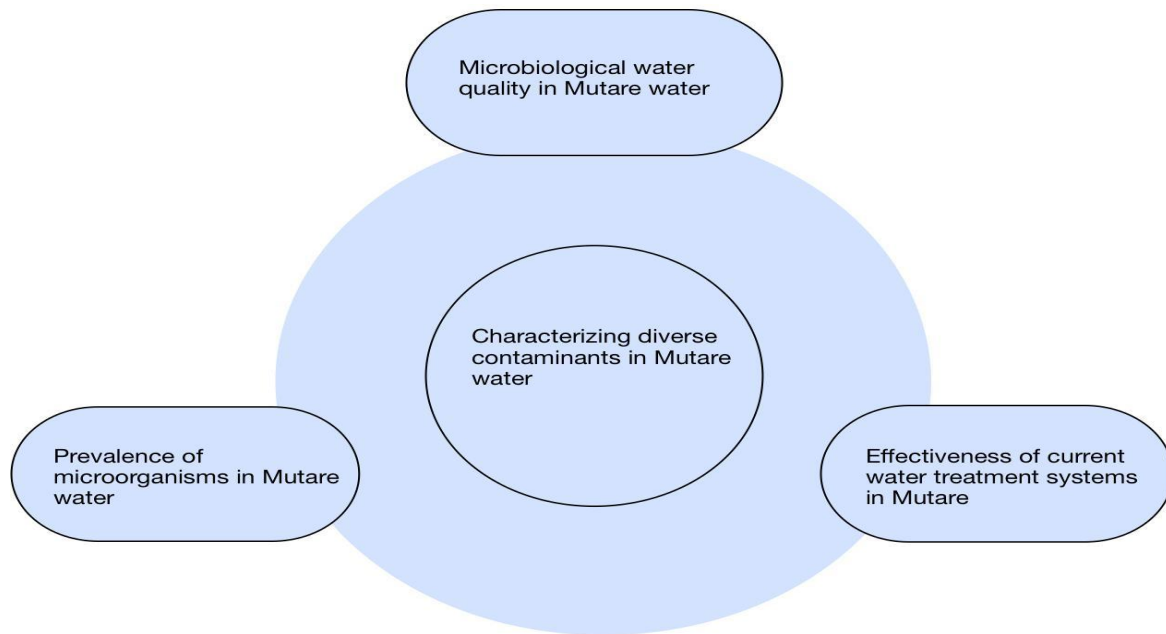 Microbiological water
quality in Mutare water
Characterizing diverse
contaminants in Mutare
water
Prevalence of
microorganisms in Mutare
water
Effectiveness of current
water treatment systems
in Mutare